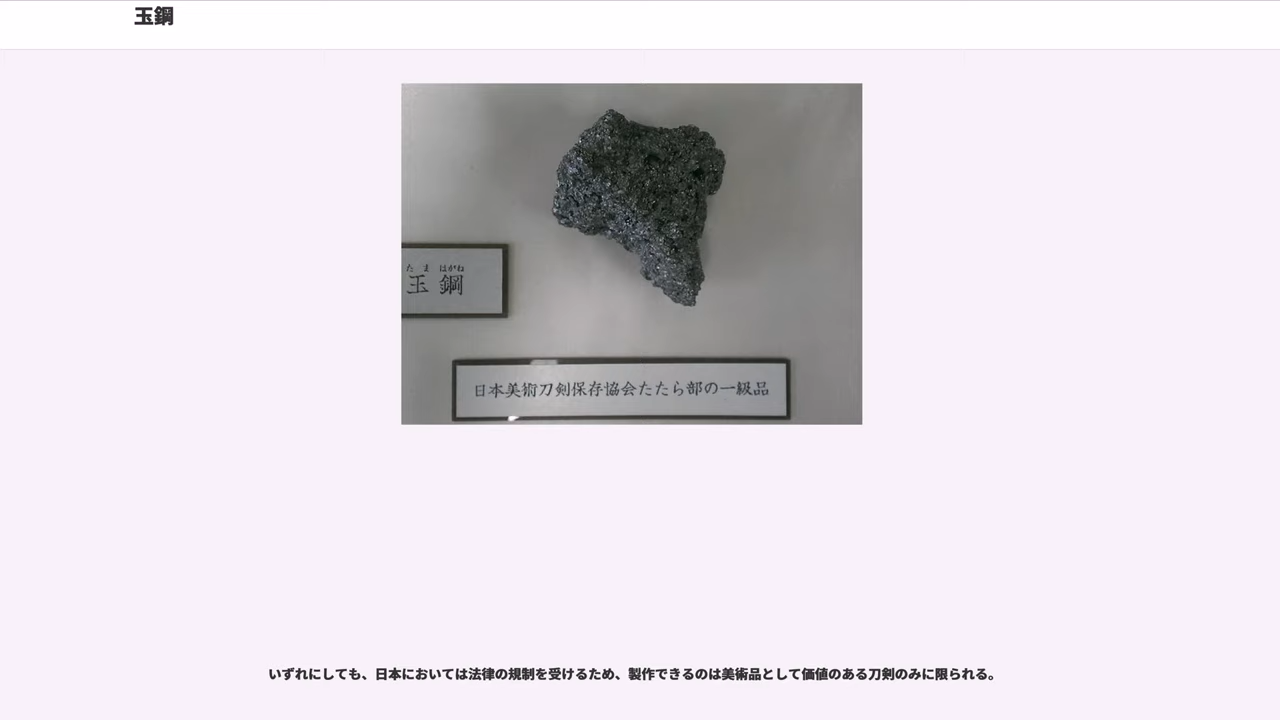 玉鋼
たまはがね
玉鋼
日本美術刀剣保存協会たたら部の一級品
いずれにしても、日本においては法律の規制を受けるため、製作できるのは美術品として価値のある刀剣のみに限られる。